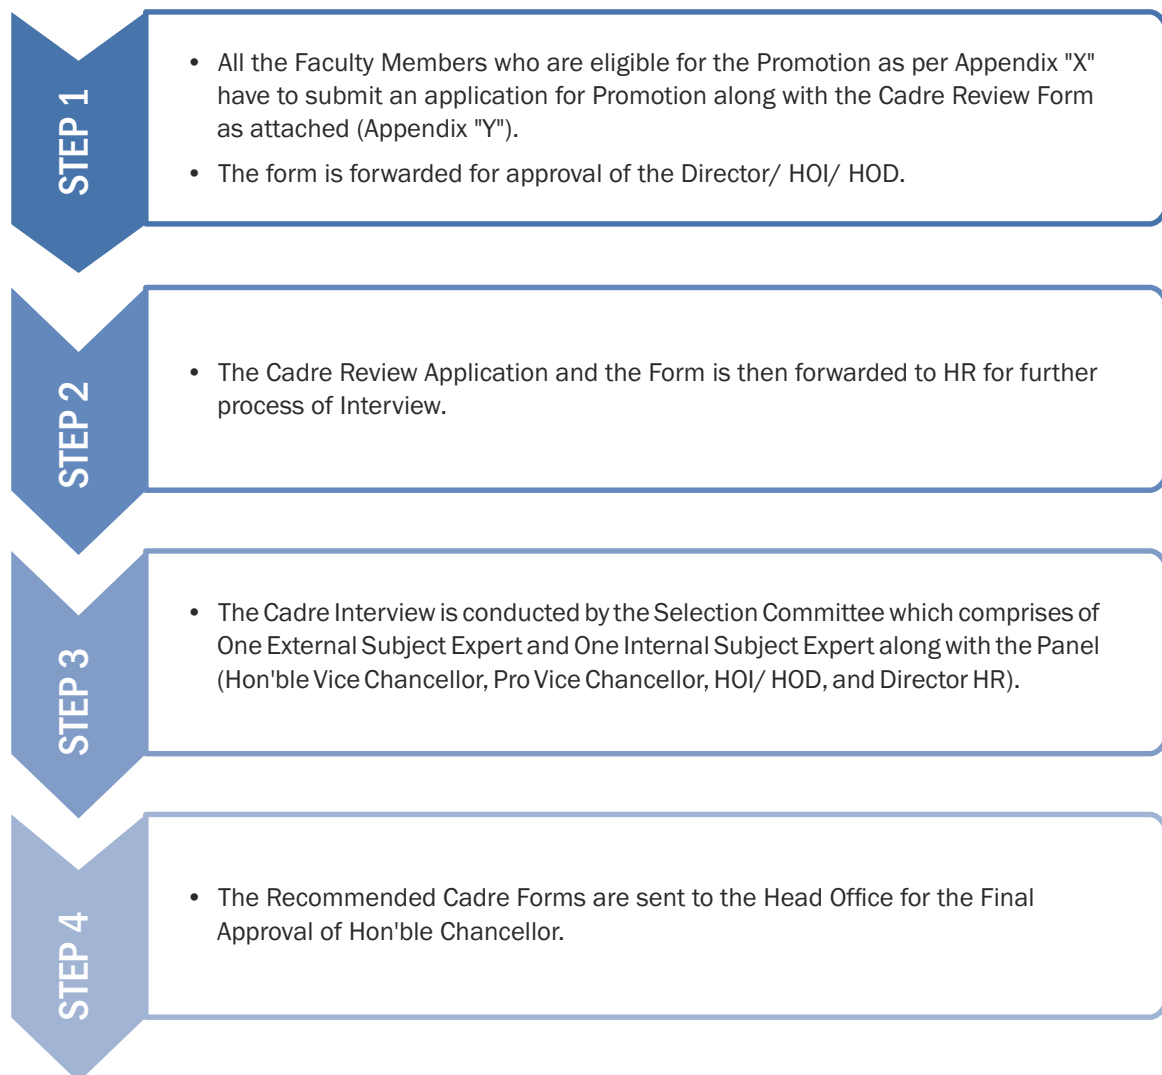 STEP 1
• All the Faculty Members who are eligible for the Promotion as per Appendix "X"
have to submit an application for Promotion along with the Cadre Review Form
as attached (Appendix "Y").
• The form is forwarded for approval of the Director/ HOI/ HOD.
STEP 2
• The Cadre Review Application and the Form is then forwarded to HR for further
process of Interview.
STEP 3
• The Cadre Interview is conducted by the Selection Committee which comprises of
One External Subject Expert and One Internal Subject Expert along with the Panel
(Hon'ble Vice Chancellor, Pro Vice Chancellor, HOI/ HOD, and Director HR).
STEP 4
• The Recommended Cadre Forms are sent to the Head Office for the Final
Approval of Hon'ble Chancellor.